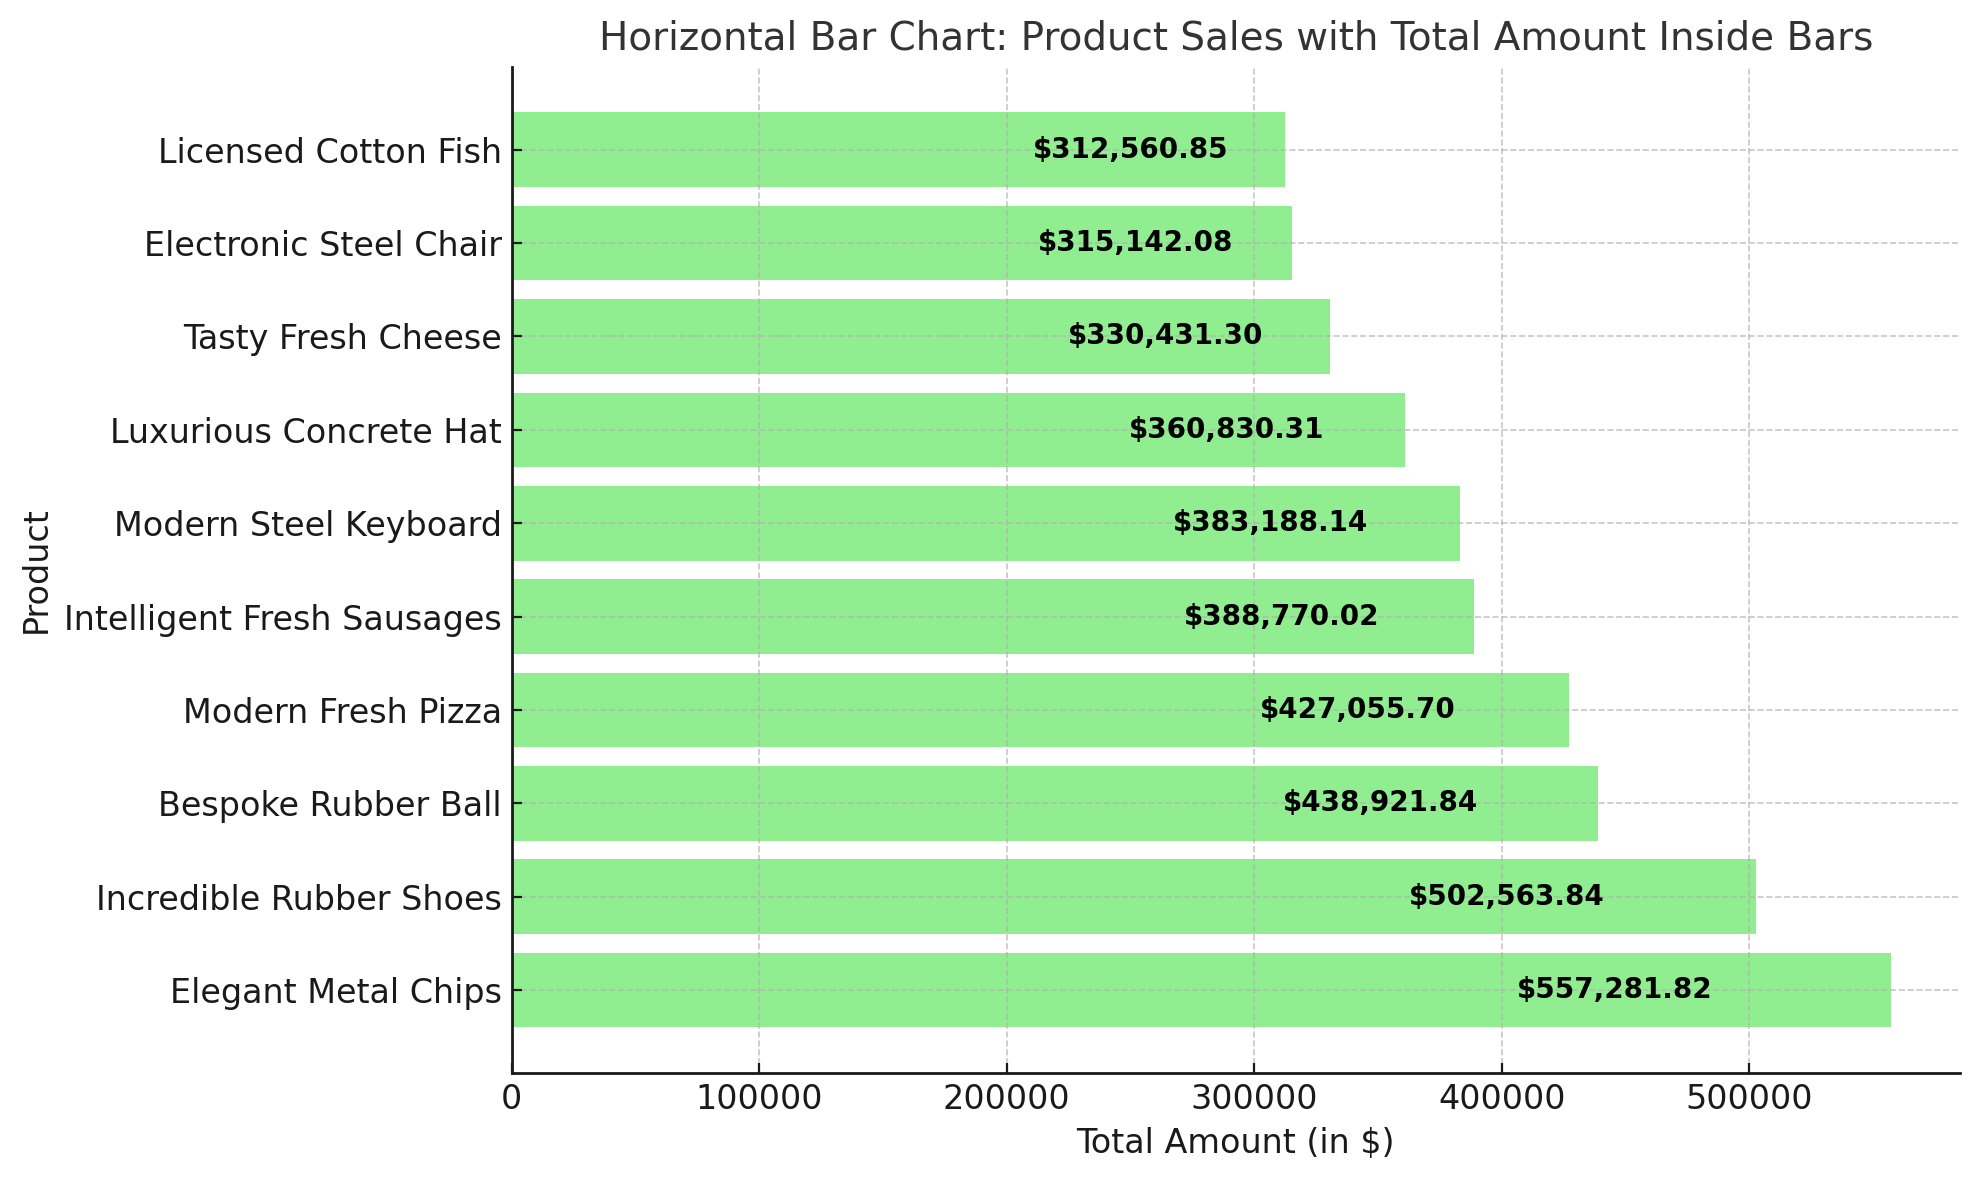 Horizontal Bar Chart: Product Sales with Total Amount Inside Bars
Product
Licensed Cotton Fish $312,560.85
Electronic Steel Chair $315,142.08
Tasty Fresh Cheese $330,431.30
Luxurious Concrete Hat $360,830.31
Modern Steel Keyboard $383,188.14
Intelligent Fresh Sausages $388,770.02
Modern Fresh Pizza $427,055.70
Bespoke Rubber Ball $438,921.84
Incredible Rubber Shoes $502,563.84
Elegant Metal Chips $557,281.82
0 100000 200000 300000 400000 500000
Total Amount (in $)